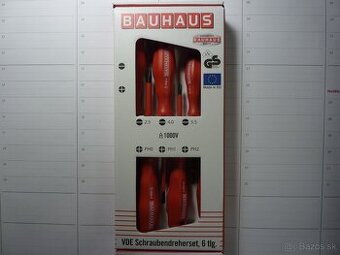 BAUHAUS
BAUHAUS
GS
Made in EU
2,5 4,0 5,5
1000V
PH0 PH1 PH2
VDE Schraubendreherset, 6 tlg.
bazos.sk